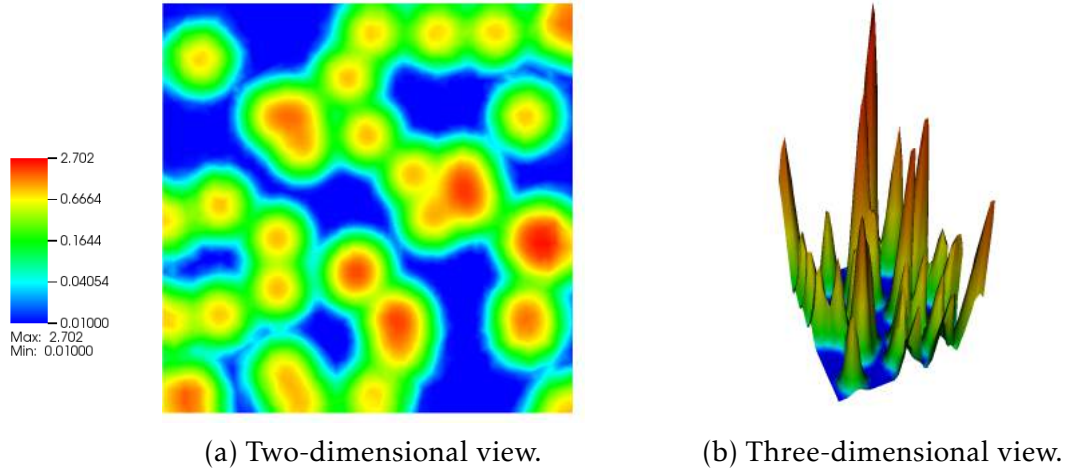 2.702
0.6664
0.1644
0.04054
0.01000
Max: 2.702
Min: 0.01000
(a) Two-dimensional view.
(b) Three-dimensional view.